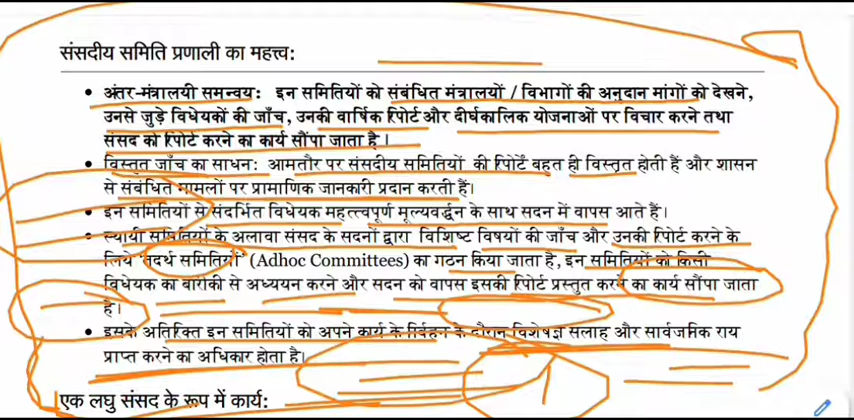 संसदीय समिति प्रणाली का महत्त्व:
• अंतर-मंत्रालयी समन्वय: इन समितियों को संबंधित मंत्रालयों / विभागों की अनुदान मांगों को देखने,
उनसे जुड़े विधेयकों की जाँच, उनकी वार्षिक रिपोर्ट और दीर्घकालिक योजनाओं पर विचार करने तथा
संसद को रिपोर्ट करने का कार्य सौंपा जाता है।
• विस्तृत जाँच का साधन: आमतौर पर संसदीय समितियों की रिपोर्टें बहुत ही विस्तृत होती हैं और शासन
से संबंधित मामलों पर प्रामाणिक जानकारी प्रदान करती हैं।
• इन समितियों से संदर्भित विधेयक महत्त्वपूर्ण मूल्यवर्द्धन के साथ सदन में वापस आते हैं।
• स्थायी समितियों के अलावा संसद के सदनों द्वारा विशिष्ट विषयों की जाँच और उनकी रिपोर्ट करने के
लिये 'तदर्थ समितियों' (Adhoc Committees) का गठन किया जाता है, इन समितियों को किसी
विधेयक का बारीकी से अध्ययन करने और सदन को वापस इसकी रिपोर्ट प्रस्तुत करने का कार्य सौंपा जाता
है।
• इसके अतिरिक्त इन समितियों को अपने कार्य के निर्वहन के दौरान विशेषज्ञ सलाह और सार्वजनिक राय
प्राप्त करने का अधिकार होता है।
एक लघु संसद के रूप में कार्य: